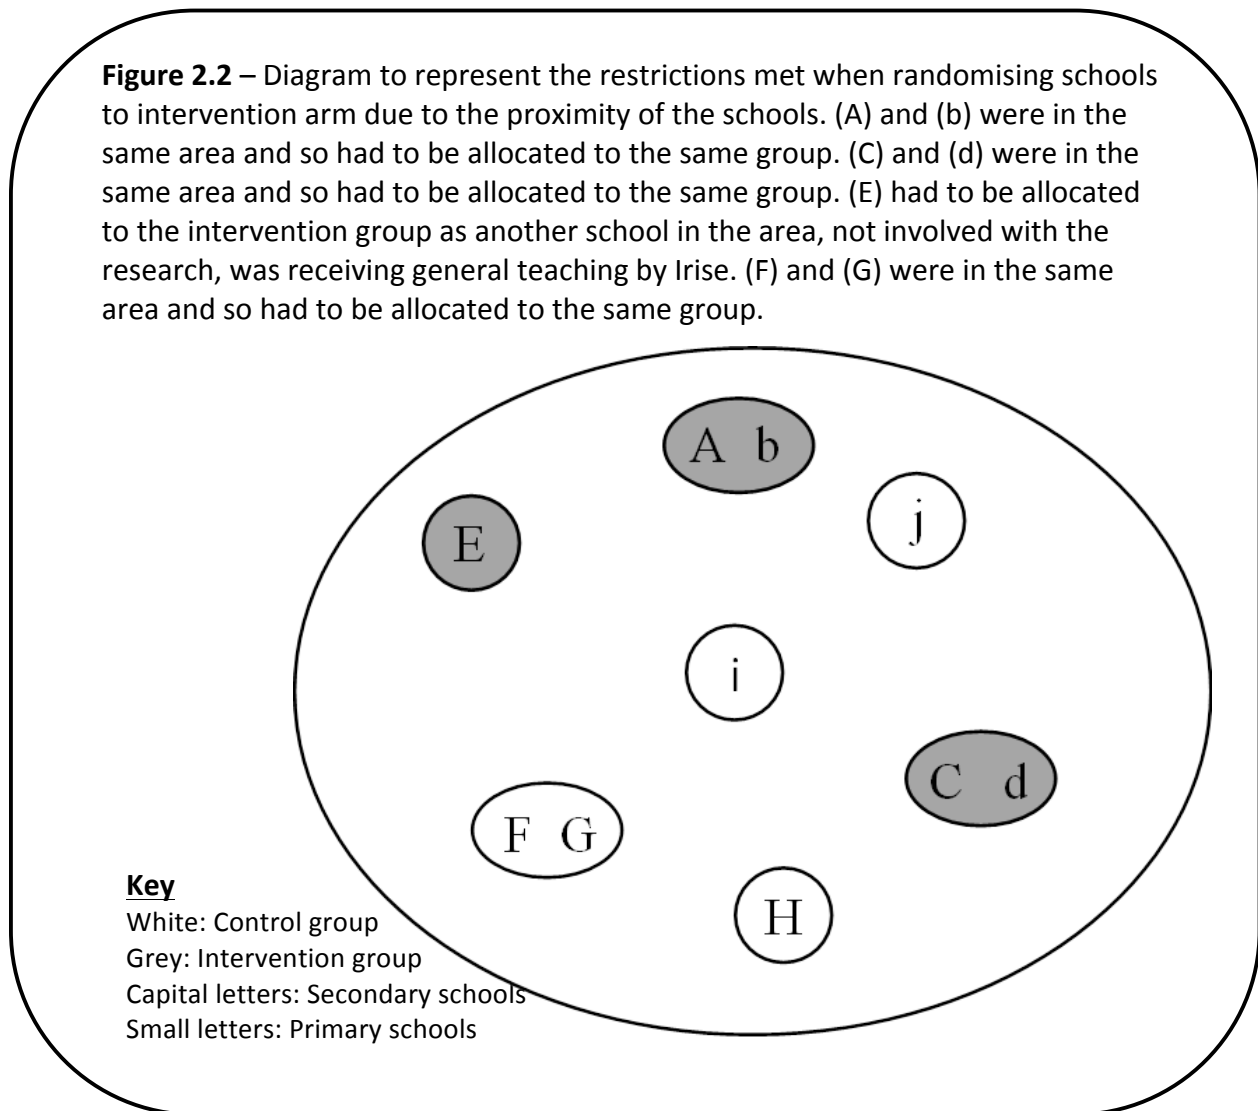 Figure 2.2 – Diagram to represent the restrictions met when randomising schools
to intervention arm due to the proximity of the schools. (A) and (b) were in the
same area and so had to be allocated to the same group. (C) and (d) were in the
same area and so had to be allocated to the same group. (E) had to be allocated
to the intervention group as another school in the area, not involved with the
research, was receiving general teaching by Irise. (F) and (G) were in the same
area and so had to be allocated to the same group.
A b
j
E
i
C d
F G
H
Key
White: Control group
Grey: Intervention group
Capital letters: Secondary schools
Small letters: Primary schools